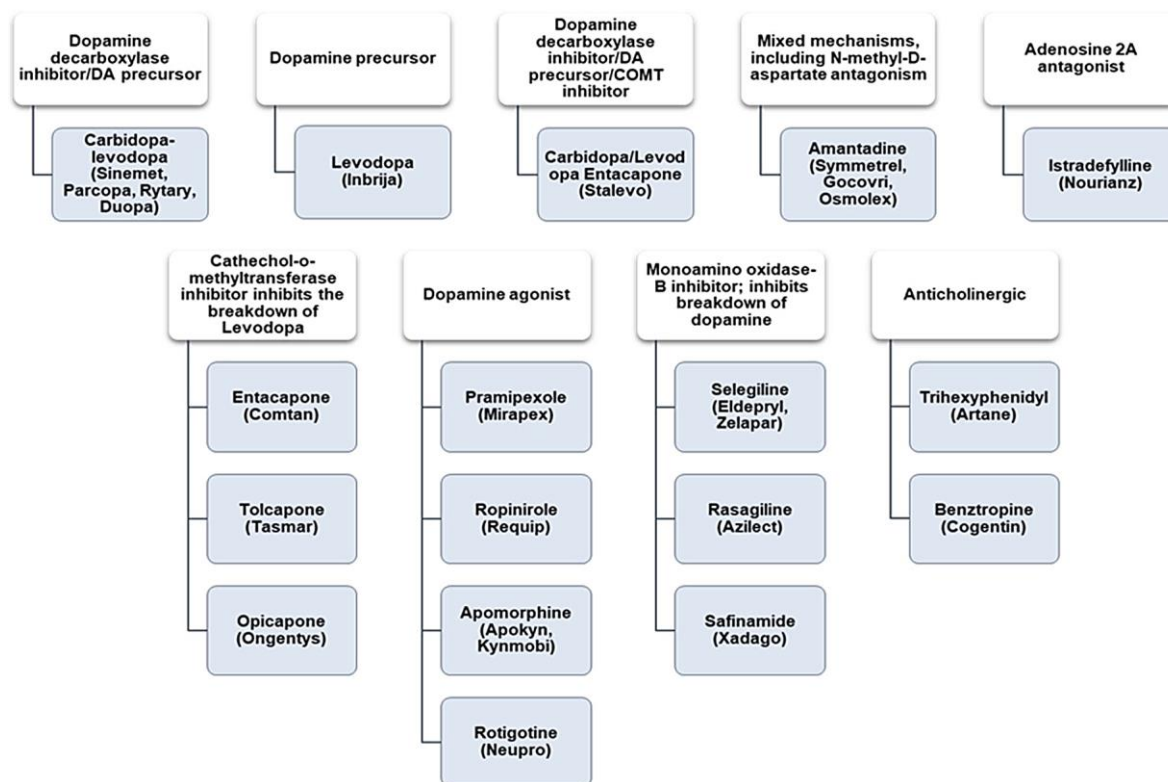 Dopamine
decarboxylase
inhibitor/DA precursor
Carbidopa-
levodopa
(Sinemet,
Parcopa, Rytary,
Duopa)
Dopamine precursor
Levodopa
(Inbrija)
Dopamine
decarboxylase
inhibitor/DA
precursor/COMT
inhibitor
Carbidopa/Levod
opa Entacapone
(Stalevo)
Mixed mechanisms,
including N-methyl-D-
aspartate antagonism
Amantadine
(Symmetrel,
Gocovri,
Osmolex)
Adenosine 2A
antagonist
Istradefylline
(Nourianz)
Cathechol-o-
methyltransferase
inhibitor inhibits the
breakdown of
Levodopa
Entacapone
(Comtan)
Tolcapone
(Tasmar)
Opicapone
(Ongentys)
Dopamine agonist
Pramipexole
(Mirapex)
Ropinirole
(Requip)
Apomorphine
(Apokyn,
Kynmobi)
Rotigotine
(Neupro)
Monoamino oxidase-
B inhibitor; inhibits
breakdown of
dopamine
Selegiline
(Eldepryl,
Zelapar)
Rasagiline
(Azilect)
Safinamide
(Xadago)
Anticholinergic
Trihexyphenidyl
(Artane)
Benztropine
(Cogentin)